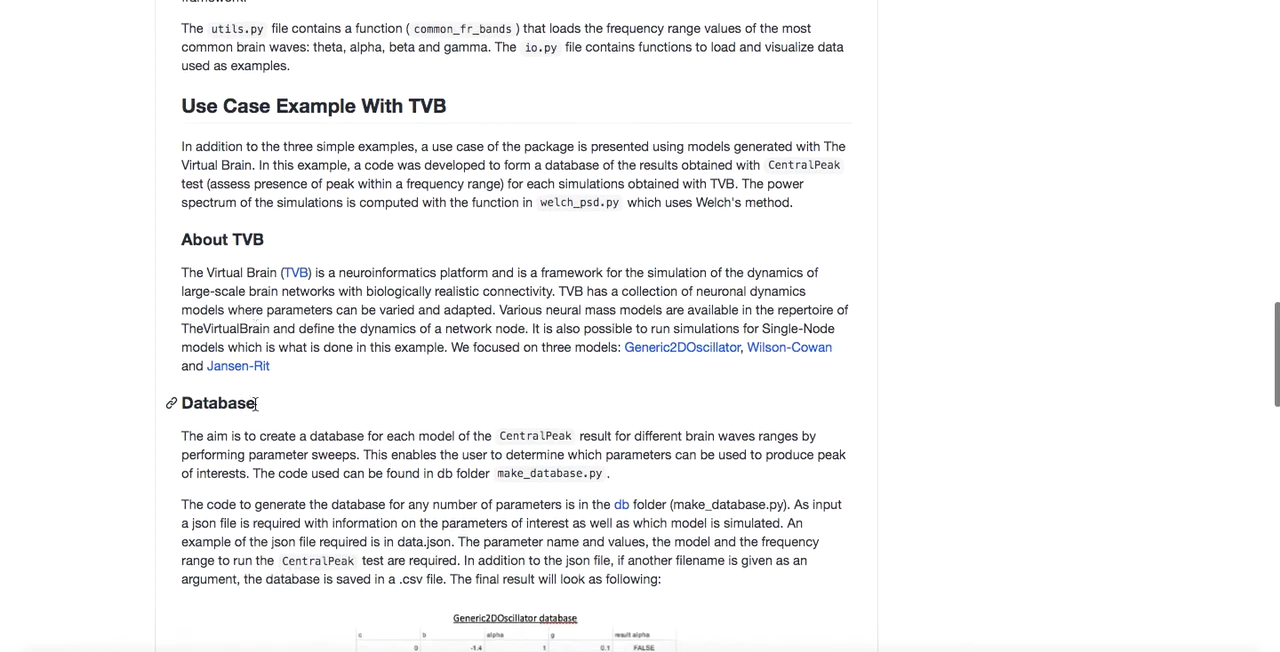 framework.
The utils.py file contains a function ( common_fr_bands ) that loads the frequency range values of the most
common brain waves: theta, alpha, beta and gamma. The io.py file contains functions to load and visualize data
used as examples.
Use Case Example With TVB
In addition to the three simple examples, a use case of the package is presented using models generated with The
Virtual Brain. In this example, a code was developed to form a database of the results obtained with CentralPeak
test (assess presence of peak within a frequency range) for each simulations obtained with TVB. The power
spectrum of the simulations is computed with the function in welch_psd.py which uses Welch's method.
About TVB
The Virtual Brain (TVB) is a neuroinformatics platform and is a framework for the simulation of the dynamics of
large-scale brain networks with biologically realistic connectivity. TVB has a collection of neuronal dynamics
models where parameters can be varied and adapted. Various neural mass models are available in the repertoire of
TheVirtualBrain and define the dynamics of a network node. It is also possible to run simulations for Single-Node
models which is what is done in this example. We focused on three models: Generic2DOscillator, Wilson-Cowan
and Jansen-Rit
Database
The aim is to create a database for each model of the CentralPeak result for different brain waves ranges by
performing parameter sweeps. This enables the user to determine which parameters can be used to produce peak
of interests. The code used can be found in db folder make_database.py .
The code to generate the database for any number of parameters is in the db folder (make_database.py). As input
a json file is required with information on the parameters of interest as well as which model is simulated. An
example of the json file required is in data.json. The parameter name and values, the model and the frequency
range to run the CentralPeak test are required. In addition to the json file, if another filename is given as an
argument, the database is saved in a .csv file. The final result will look as following:
Generic2DOscillator database
c b alpha g result alpha
0 -1.4 1 0.1 FALSE